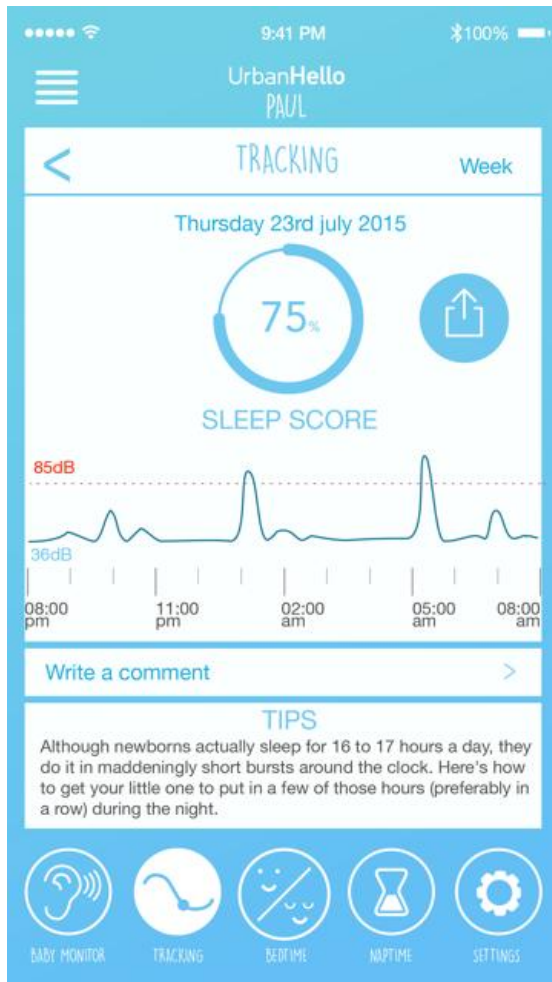 9:41 PM
100%
UrbanHello
PAUL
<
TRACKING
Week
Thursday 23rd july 2015
75%
SLEEP SCORE
85dB
36dB
08:00 pm
11:00 pm
02:00 am
05:00 am
08:00 am
Write a comment >
TIPS
Although newborns actually sleep for 16 to 17 hours a day, they
do it in maddeningly short bursts around the clock. Here's how
to get your little one to put in a few of those hours (preferably in
a row) during the night.
BABY MONITOR
TRACKING
BEDTIME
NAPTIME
SETTINGS